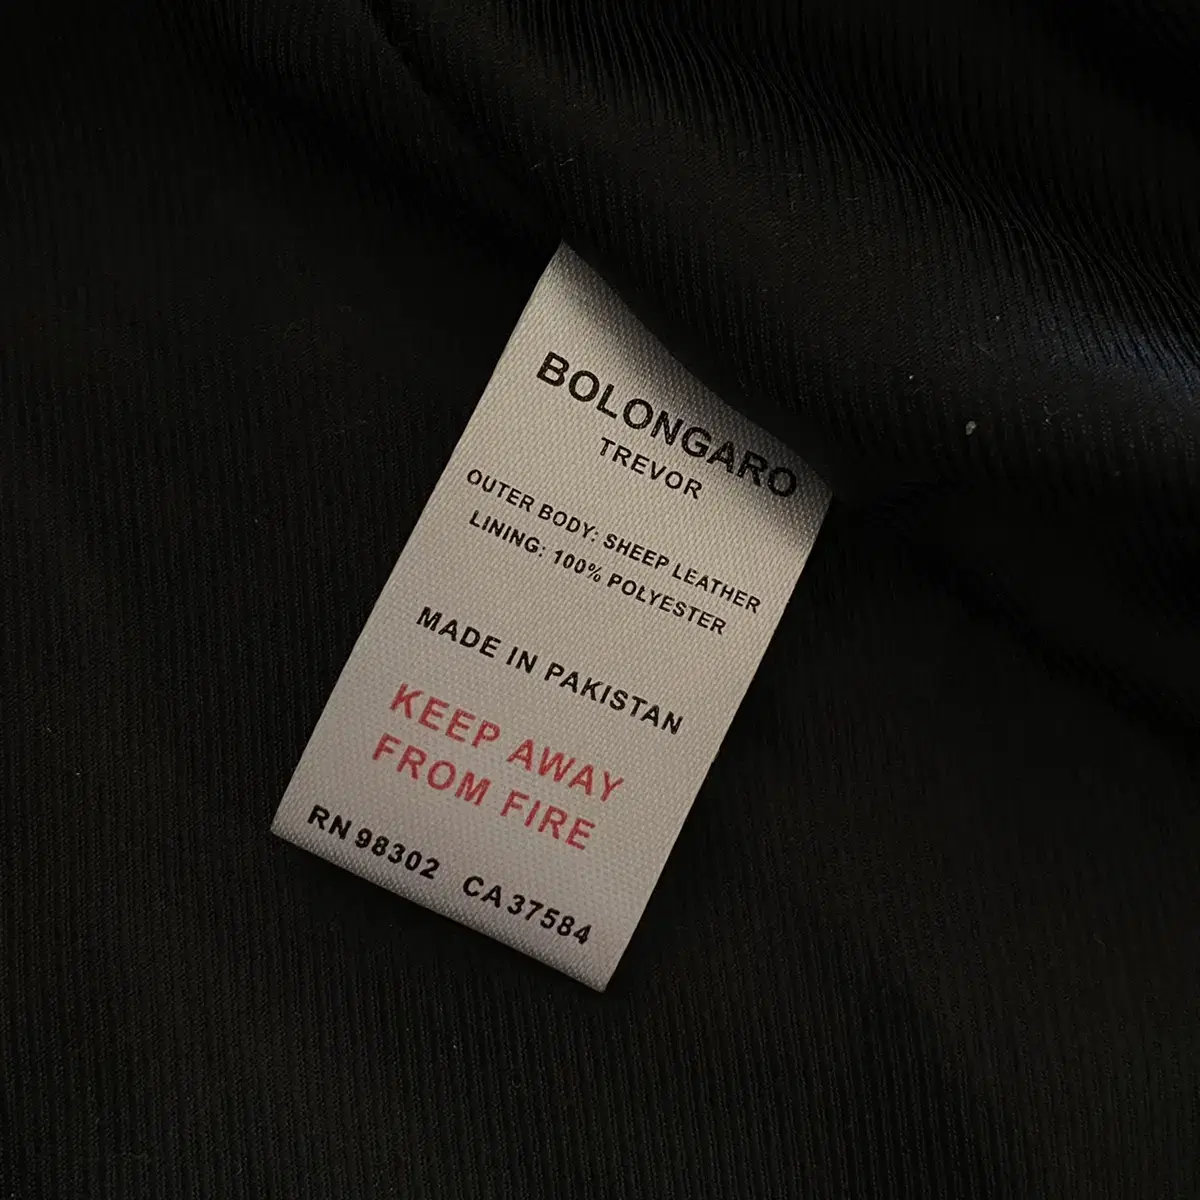 BOLONGARO
TREVOR
OUTER BODY: SHEEP LEATHER
LINING: 100% POLYESTER
MADE IN PAKISTAN
KEEP AWAY
FROM FIRE
RN 98302 CA 37584